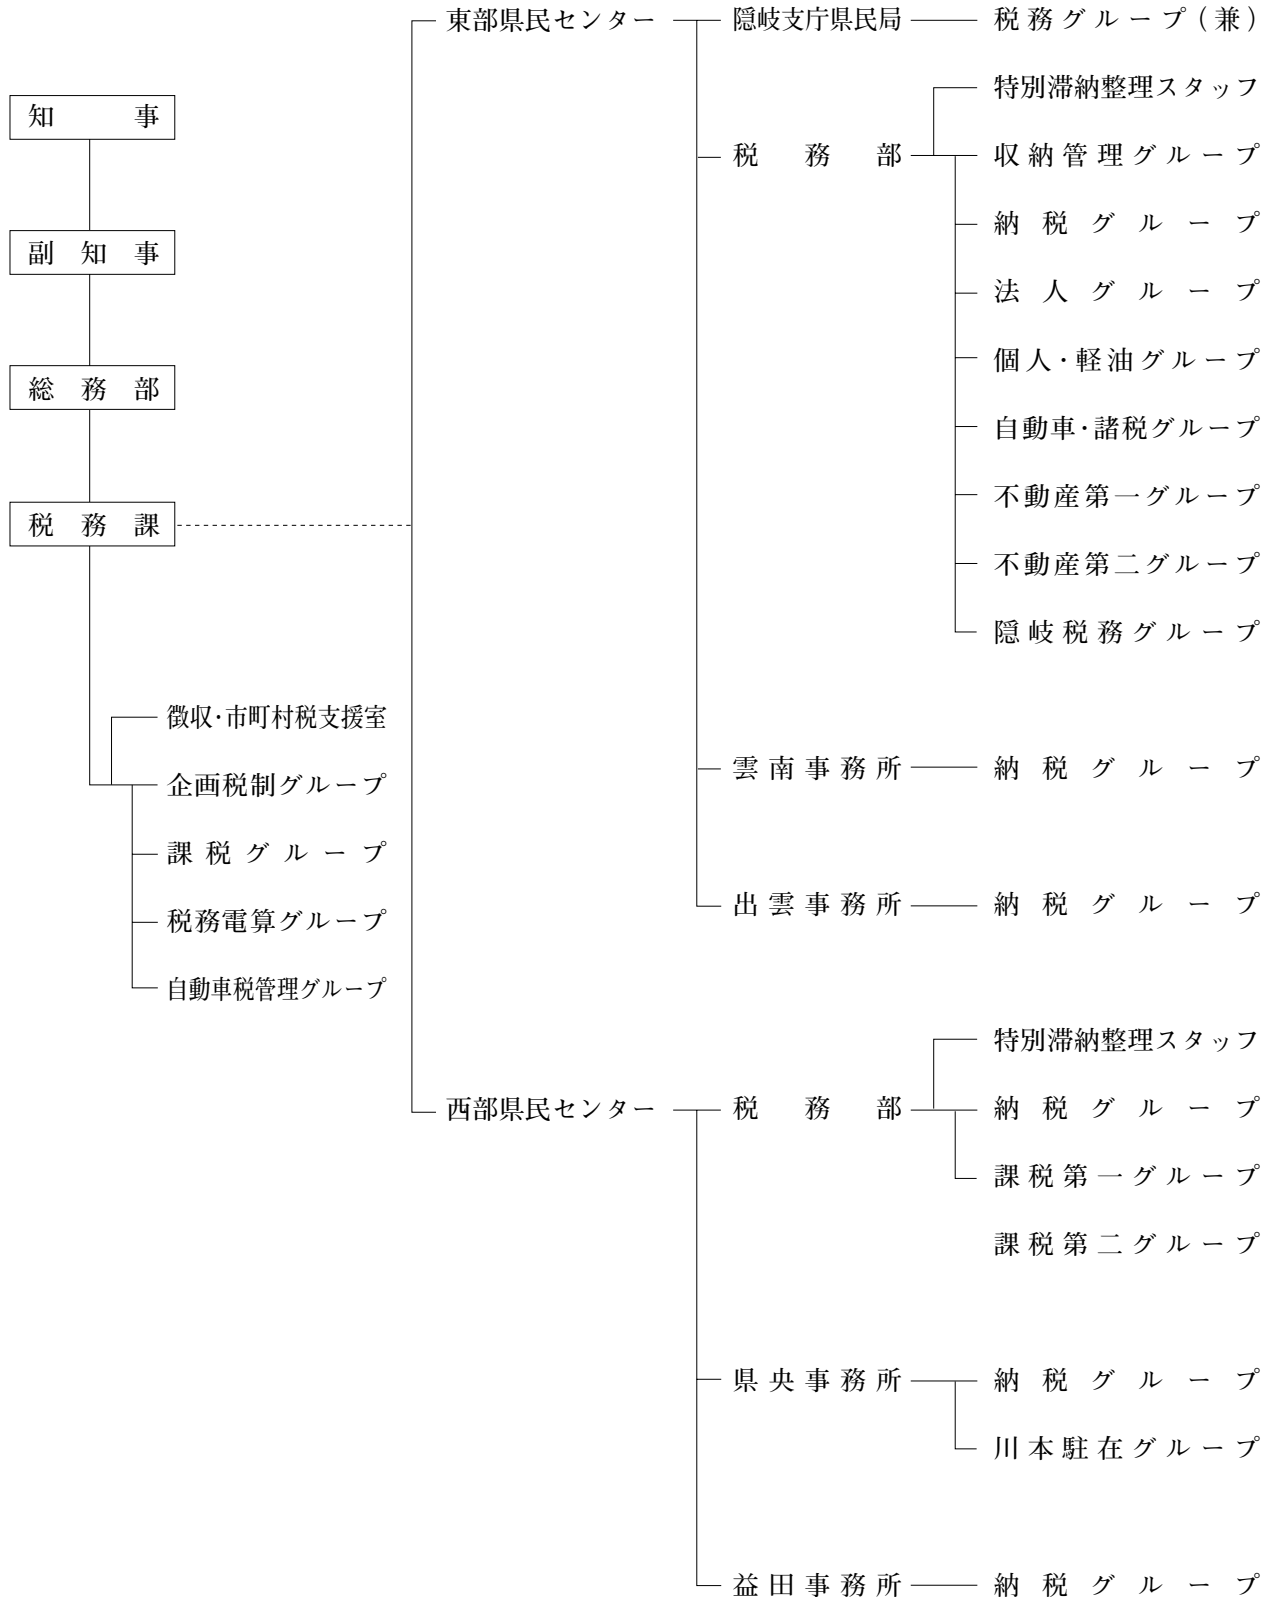 知事
副知事
総務部
税務課
徴収・市町村税支援室
企画税制グループ
課税グループ
税務電算グループ
自動車税管理グループ
東部県民センター
隠岐支庁県民局
税務グループ(兼)
税務部
特別滞納整理スタッフ
収納管理グループ
納税グループ
法人グループ
個人・軽油グループ
自動車・諸税グループ
不動産第一グループ
不動産第二グループ
隠岐税務グループ
雲南事務所
納税グループ
出雲事務所
納税グループ
西部県民センター
税務部
特別滞納整理スタッフ
納税グループ
課税第一グループ
課税第二グループ
県央事務所
納税グループ
川本駐在グループ
益田事務所
納税グループ